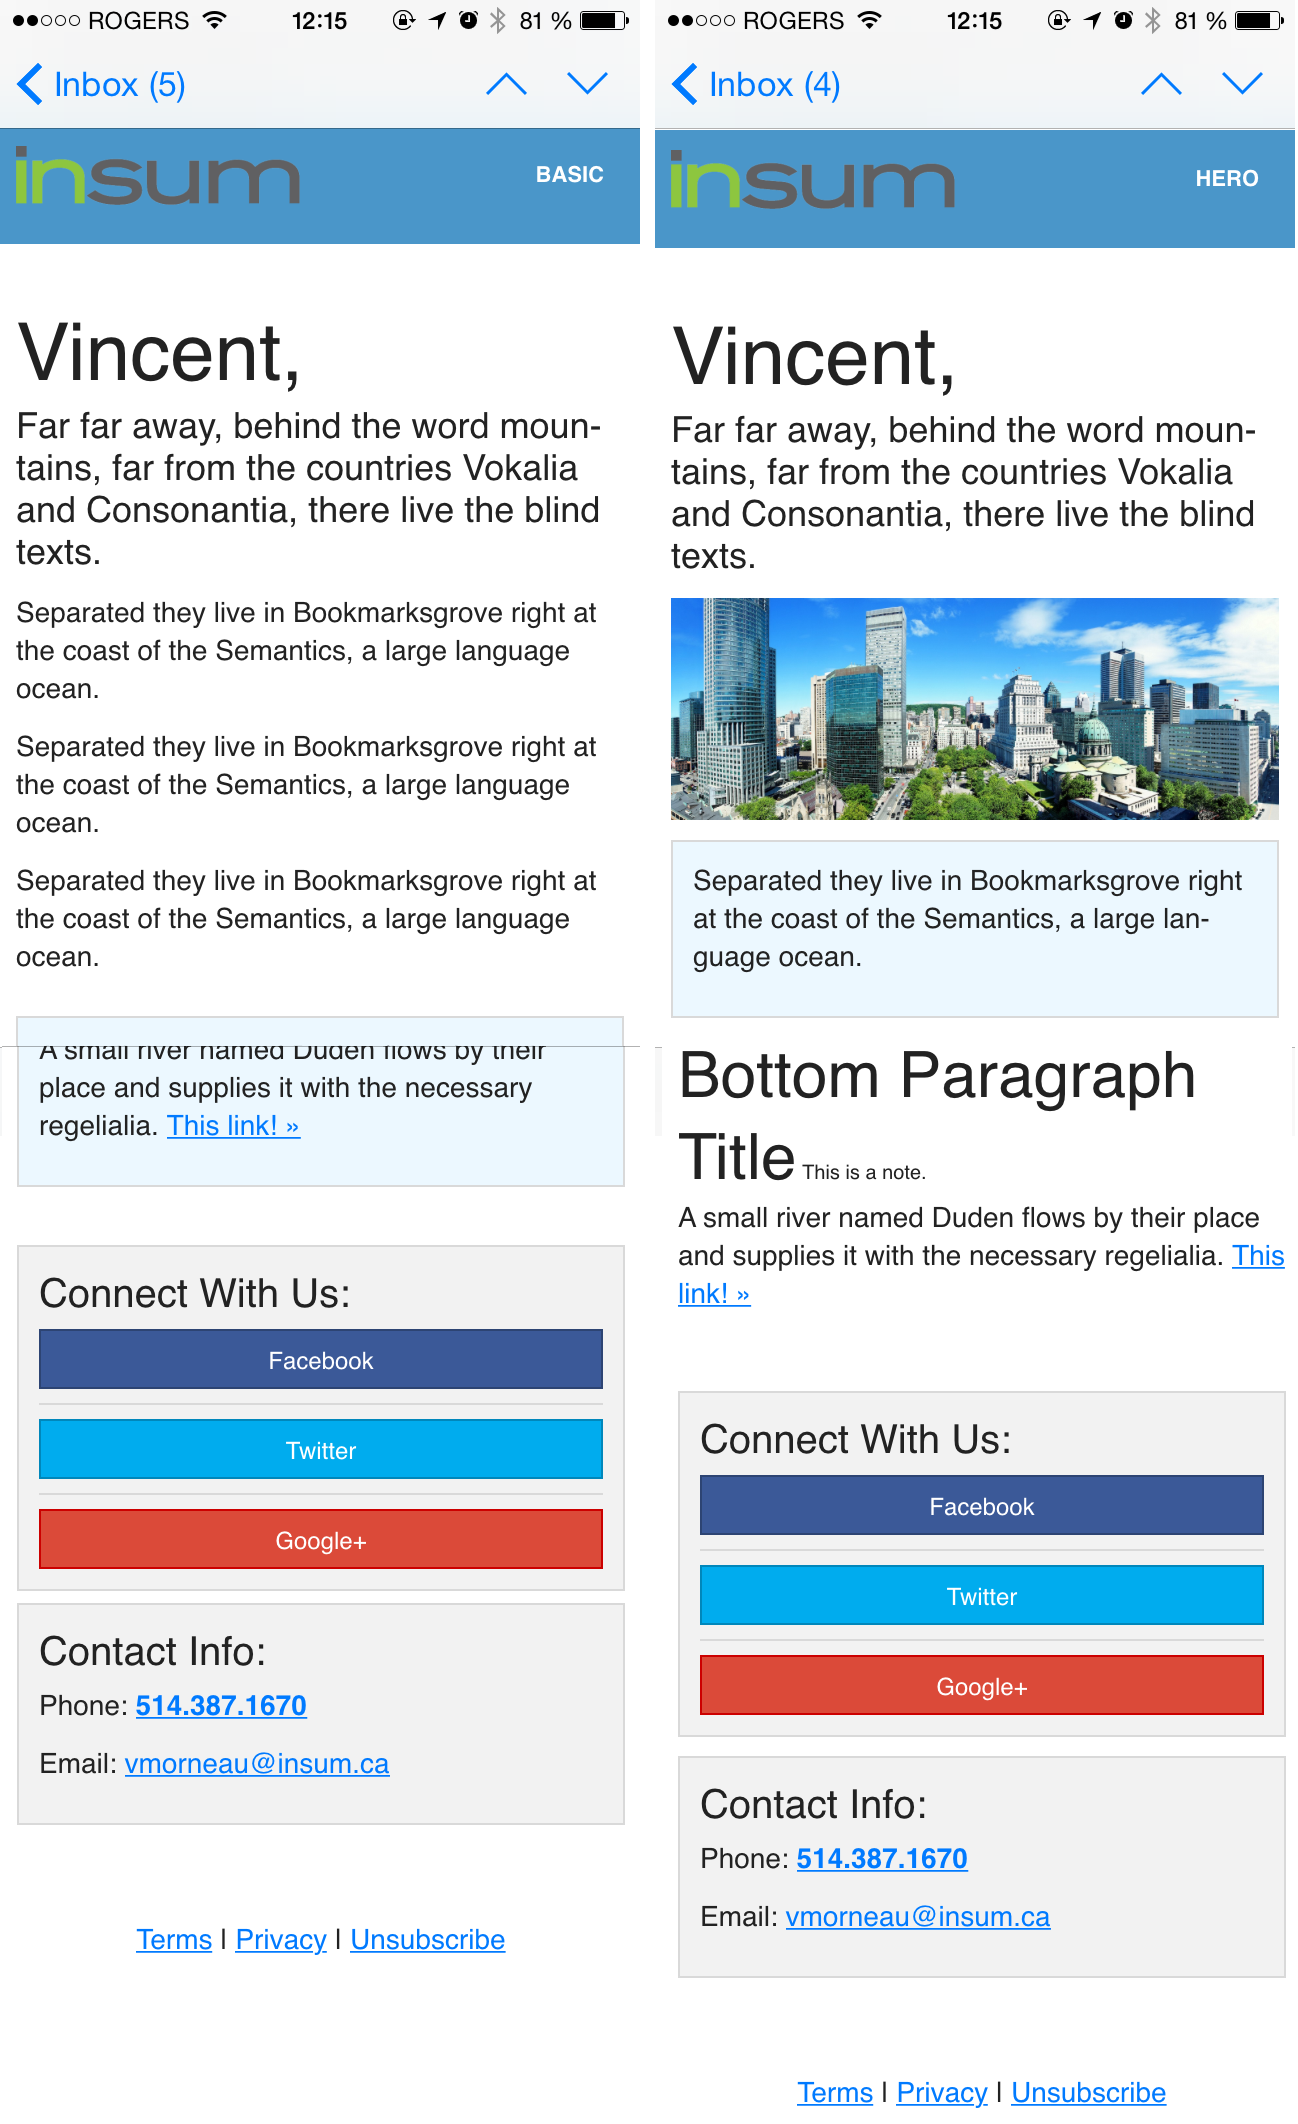 ROGERS 12:15 81 %
Inbox (5)
insum BASIC
Vincent,
Far far away, behind the word moun-
tains, far from the countries Vokalia
and Consonantia, there live the blind
texts.
Separated they live in Bookmarksgrove right at
the coast of the Semantics, a large language
ocean.
Separated they live in Bookmarksgrove right at
the coast of the Semantics, a large language
ocean.
Separated they live in Bookmarksgrove right at
the coast of the Semantics, a large language
ocean.
A small river named Duden flows by their
place and supplies it with the necessary
regelialia. This link! »
Connect With Us:
Facebook
Twitter
Google+
Contact Info:
Phone: 514.387.1670
Email: vmorneau@insum.ca
Terms | Privacy | Unsubscribe
ROGERS 12:15 81 %
Inbox (4)
insum HERO
Vincent,
Far far away, behind the word moun-
tains, far from the countries Vokalia
and Consonantia, there live the blind
texts.
Separated they live in Bookmarksgrove right
at the coast of the Semantics, a large lan-
guage ocean.
Bottom Paragraph
Title This is a note.
A small river named Duden flows by their place
and supplies it with the necessary regelialia. This
link! »
Connect With Us:
Facebook
Twitter
Google+
Contact Info:
Phone: 514.387.1670
Email: vmorneau@insum.ca
Terms | Privacy | Unsubscribe